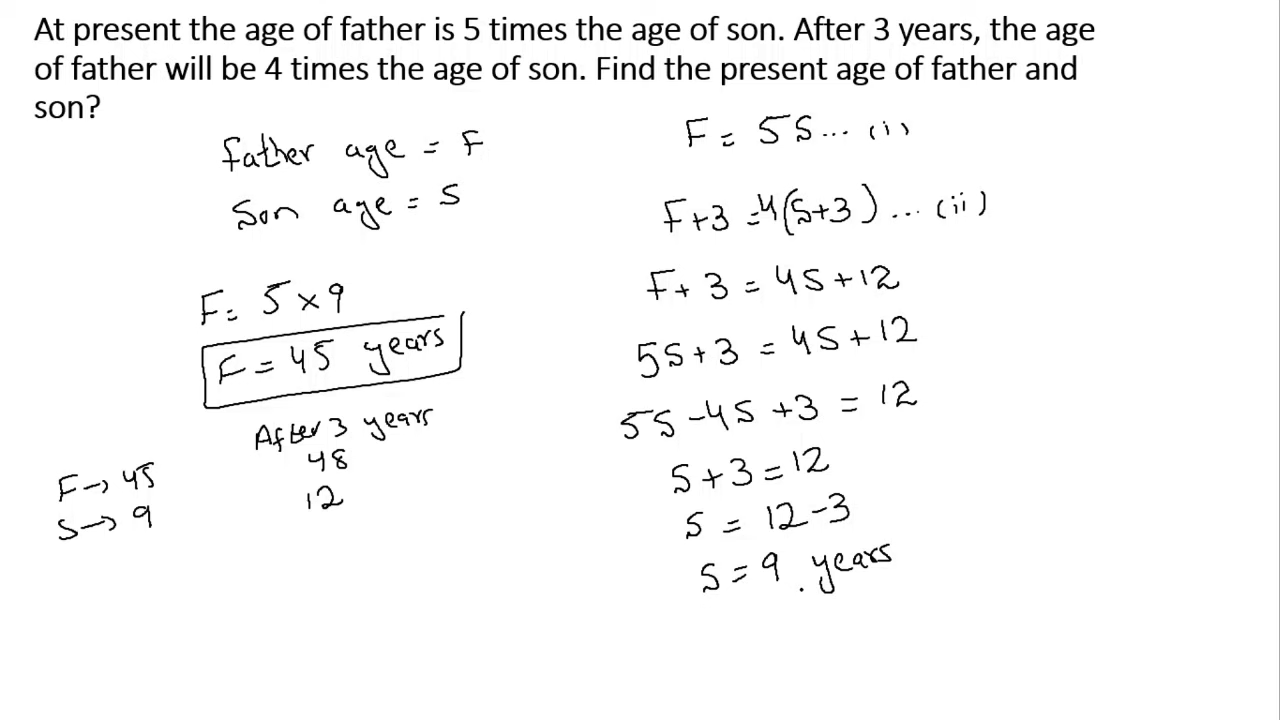 At present the age of father is 5 times the age of son. After 3 years, the age
of father will be 4 times the age of son. Find the present age of father and
son?
father age = F
Son age = S
F = 5S ... (i)
F+3 = 4(S+3) ... (ii)
F+ 3 = 4S +12
5S + 3 = 4S + 12
5S - 4S + 3 = 12
S + 3 = 12
S = 12 - 3
S = 9 . years
F = 5 × 9
F = 45 years
After 3 years
F → 45 48
S → 9 12